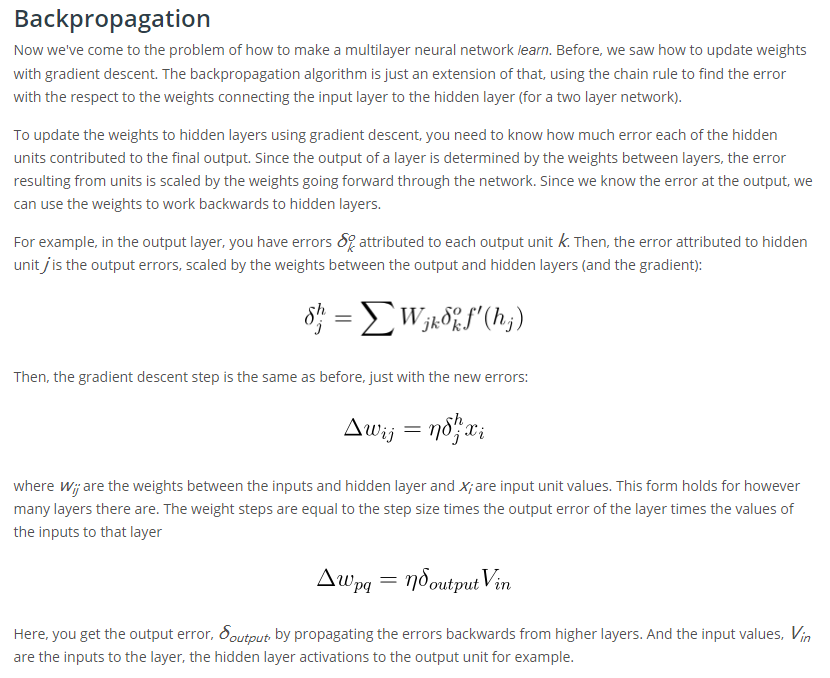 Backpropagation
Now we've come to the problem of how to make a multilayer neural network learn. Before, we saw how to update weights
with gradient descent. The backpropagation algorithm is just an extension of that, using the chain rule to find the error
with the respect to the weights connecting the input layer to the hidden layer (for a two layer network).
To update the weights to hidden layers using gradient descent, you need to know how much error each of the hidden
units contributed to the final output. Since the output of a layer is determined by the weights between layers, the error
resulting from units is scaled by the weights going forward through the network. Since we know the error at the output, we
can use the weights to work backwards to hidden layers.
For example, in the output layer, you have errors δ_k^o attributed to each output unit k. Then, the error attributed to hidden
unit j is the output errors, scaled by the weights between the output and hidden layers (and the gradient):
δ_j^h = ∑ W_{jk} δ_k^o f'(h_j)
Then, the gradient descent step is the same as before, just with the new errors:
Δw_{ij} = ηδ_j^h x_i
where w_{ij} are the weights between the inputs and hidden layer and x_i are input unit values. This form holds for however
many layers there are. The weight steps are equal to the step size times the output error of the layer times the values of
the inputs to that layer
Δw_{pq} = ηδ_{output} V_{in}
Here, you get the output error, δ_{output}, by propagating the errors backwards from higher layers. And the input values, V_{in}
are the inputs to the layer, the hidden layer activations to the output unit for example.